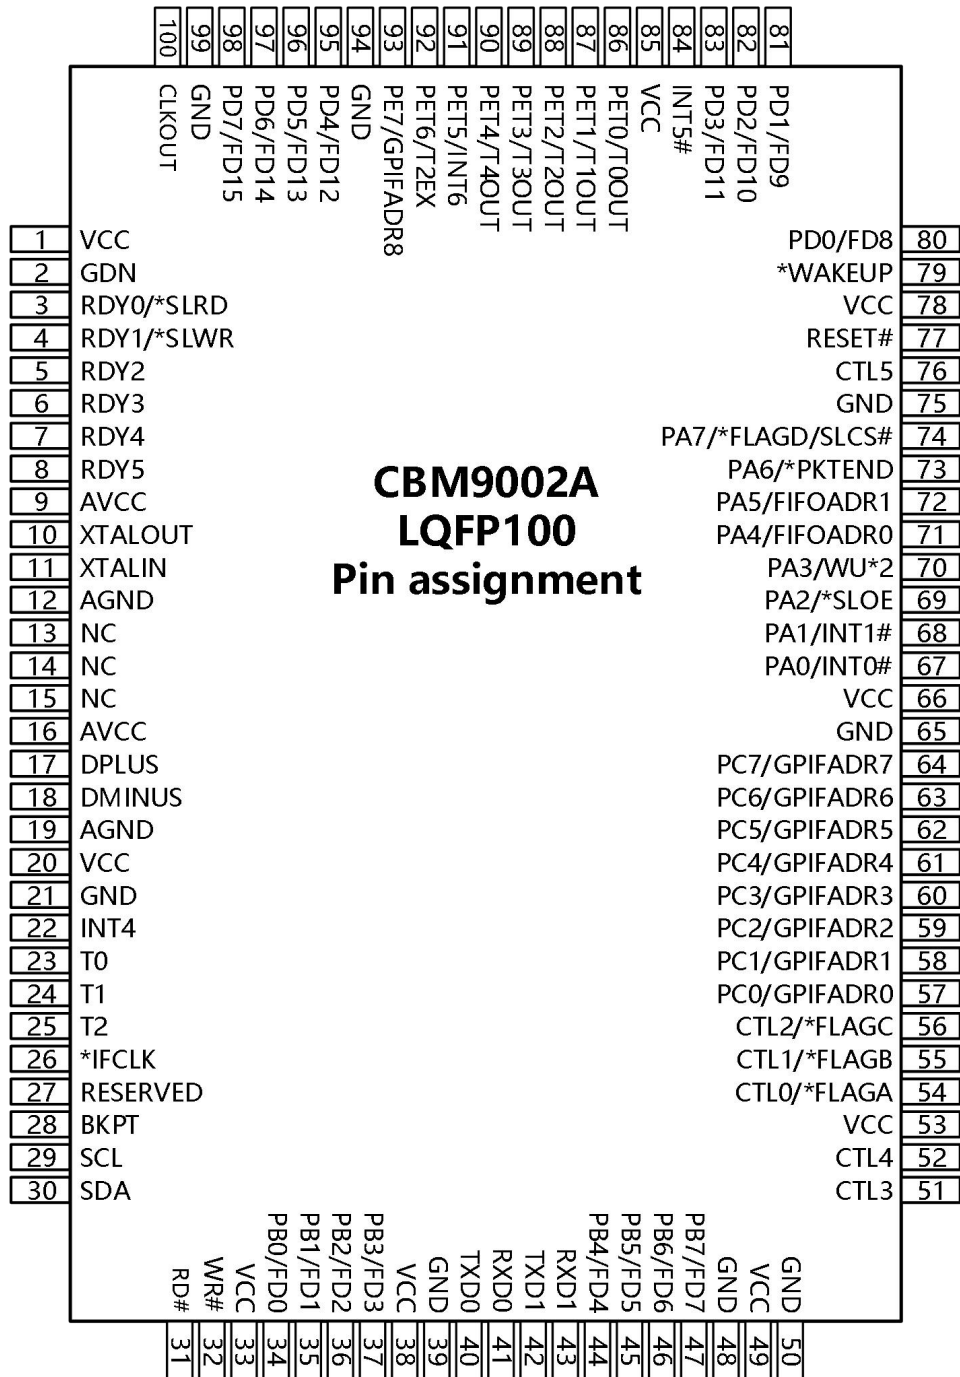 100 CLKOUT
99 GND
98 PD7/FD15
97 PD6/FD14
96 PD5/FD13
95 PD4/FD12
94 GND
93 PE7/GPIFADR8
92 PET6/T2EX
91 PET5/INT6
90 PET4/T4OUT
89 PET3/T3OUT
88 PET2/T2OUT
87 PET1/T1OUT
86 PET0/T0OUT
85 VCC
84 INT5#
83 PD3/FD11
82 PD2/FD10
81 PD1/FD9
1 VCC
2 GDN
3 RDY0/*SLRD
4 RDY1/*SLWR
5 RDY2
6 RDY3
7 RDY4
8 RDY5
9 AVCC
10 XTALOUT
11 XTALIN
12 AGND
13 NC
14 NC
15 NC
16 AVCC
17 DPLUS
18 DMINUS
19 AGND
20 VCC
21 GND
22 INT4
23 T0
24 T1
25 T2
26 *IFCLK
27 RESERVED
28 BKPT
29 SCL
30 SDA
CBM9002A
LQFP100
Pin assignment
PD0/FD8 80
*WAKEUP 79
VCC 78
RESET# 77
CTL5 76
GND 75
PA7/*FLAGD/SLCS# 74
PA6/*PKTEND 73
PA5/FIFOADR1 72
PA4/FIFOADR0 71
PA3/WU*2 70
PA2/*SLOE 69
PA1/INT1# 68
PA0/INT0# 67
VCC 66
GND 65
PC7/GPIFADR7 64
PC6/GPIFADR6 63
PC5/GPIFADR5 62
PC4/GPIFADR4 61
PC3/GPIFADR3 60
PC2/GPIFADR2 59
PC1/GPIFADR1 58
PC0/GPIFADR0 57
CTL2/*FLAGC 56
CTL1/*FLAGB 55
CTL0/*FLAGA 54
VCC 53
CTL4 52
CTL3 51
RD# 31
WR# 32
VCC 33
PB0/FD0 34
PB1/FD1 35
PB2/FD2 36
PB3/FD3 37
VCC 38
GND 39
TXD0 40
RXD0 41
TXD1 42
RXD1 43
PB4/FD4 44
PB5/FD5 45
PB6/FD6 46
PB7/FD7 47
GND 48
VCC 49
GND 50